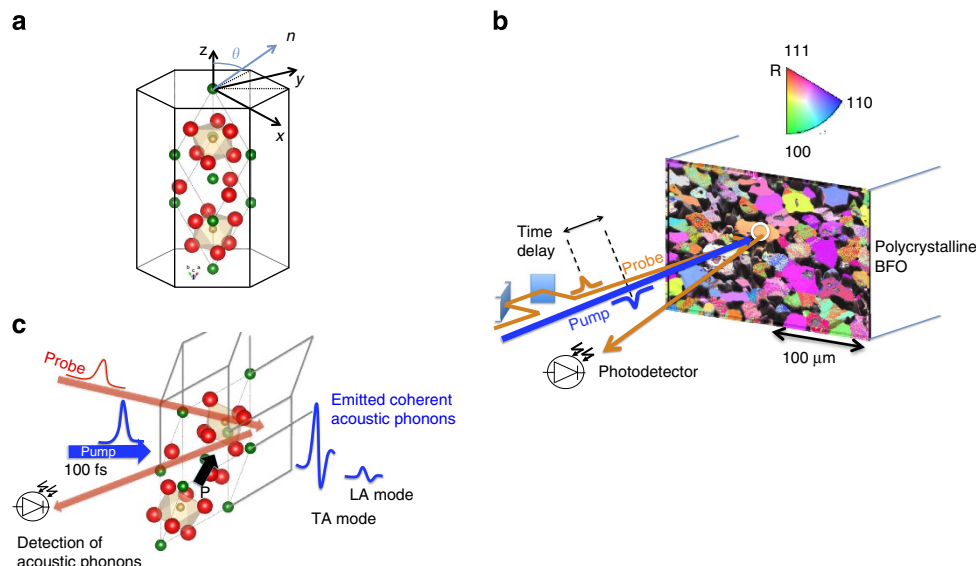 a
z
n
θ
y
x
b
111
R
110
100
Time
delay
Probe
Pump
Polycrystalline
BFO
100 μm
Photodetector
c
Probe
Pump
100 fs
P
Emitted coherent
acoustic phonons
LA mode
TA mode
Detection of
acoustic phonons